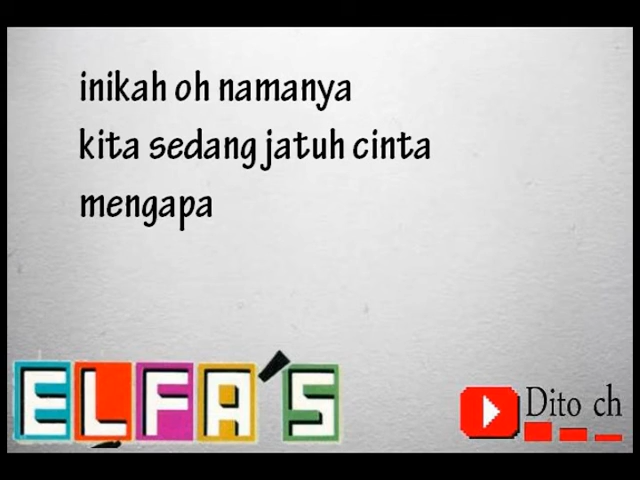 inikah oh namanya
kita sedang jatuh cinta
mengapa
ELFA'S
Dito ch